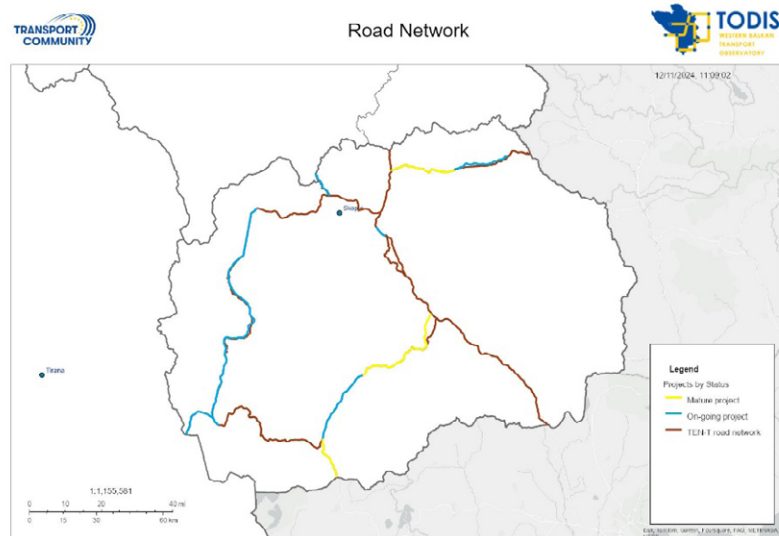 TRANSPORT
COMMUNITY
Road Network
TODIS
WESTERN BALKAN
TRANSPORT
OBSERVATORY
12/11/2024, 11:09:02
Skopje
Tirana
Legend
Projects by Status
Mature project
On-going project
TEN-T road network
1:1,155,581
0 20 40 mi
0 15 30 60 km